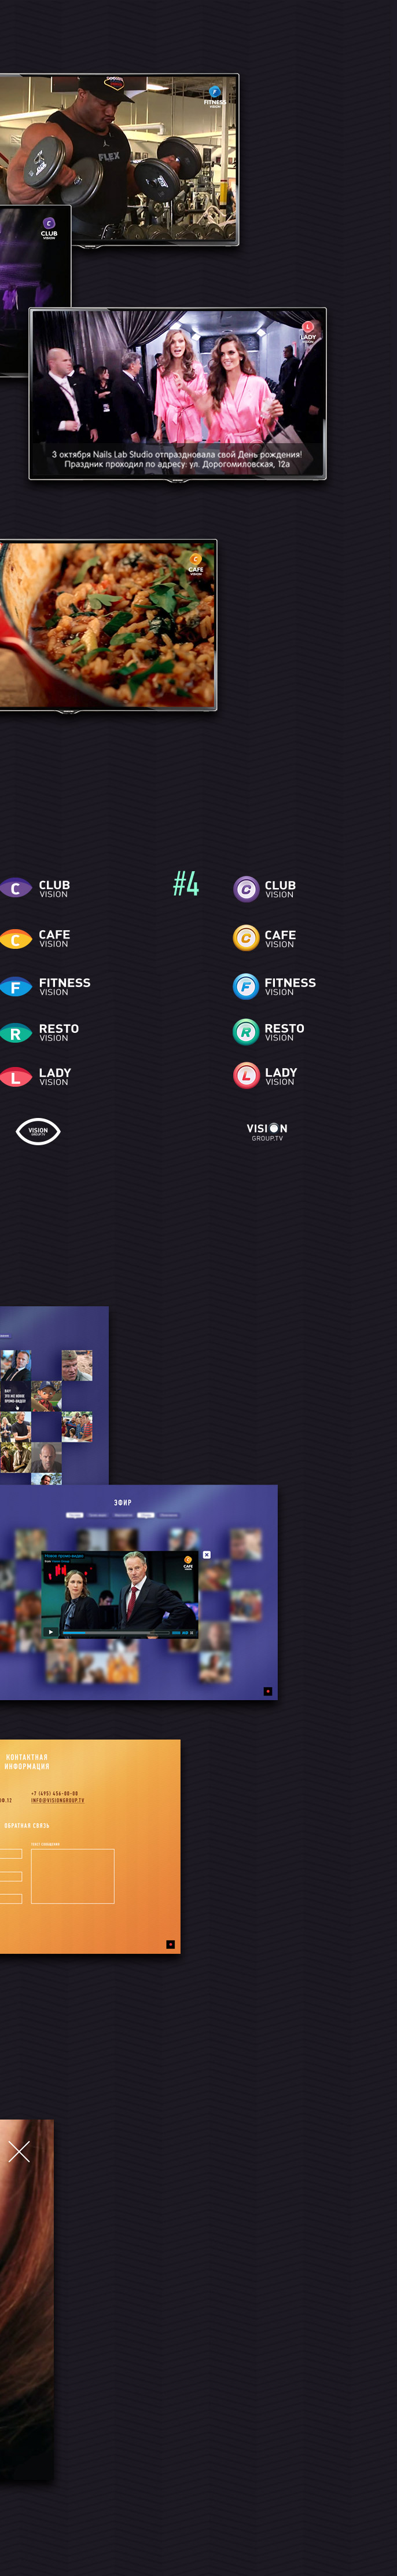 FLEX
FITNESS
VISION
CLUB
VISION
LADY
VISION
3 октября Nails Lab Studio отпраздновала свой День рождения!
Праздник проходил по адресу: ул. Дорогомиловская, 12а
CAFE
VISION
#4
C CLUB
VISION
C CAFE
VISION
F FITNESS
VISION
R RESTO
VISION
L LADY
VISION
VISION
GROUP.TV
C CLUB
VISION
C CAFE
VISION
F FITNESS
VISION
R RESTO
VISION
L LADY
VISION
VISION
GROUP.TV
ЭФИР
CAFE
VISION
КОНТАКТНАЯ
ИНФОРМАЦИЯ
+7 (495) 456-00-00
INFO@VISIONGROUP.TV
ОБРАТНАЯ СВЯЗЬ